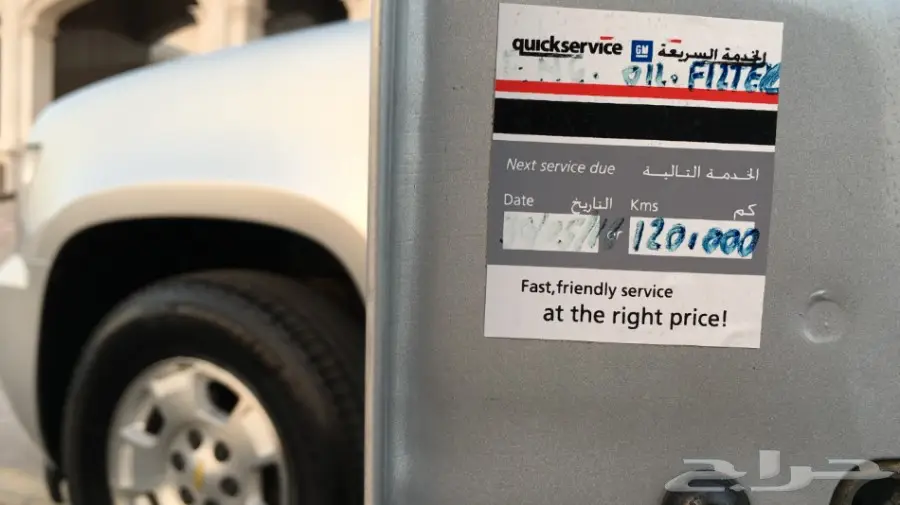 quickservice GM الخدمة السريعة
OIL. FILTER
Next service due الخدمة التالية
Date التاريخ Kms كم
or 120.000
Fast, friendly service
at the right price!
حراج